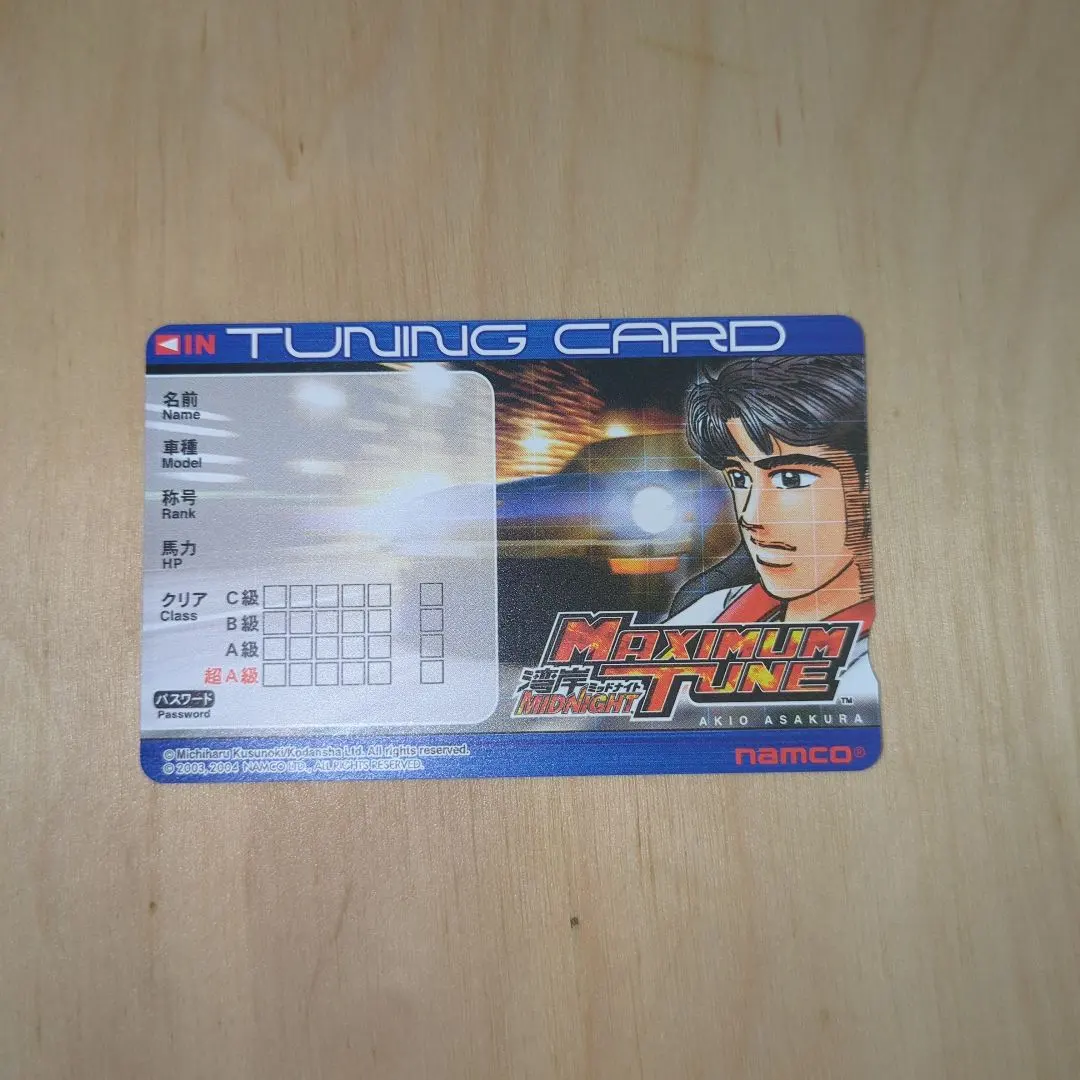 IN TUNING CARD
名前
Name
車種
Model
称号
Rank
馬力
HP
クリア
Class
C級
B級
A級
超A級
パスワード
Password
MAXIMUM
TUNE
湾岸
ミッドナイト
MIDNIGHT
TM
AKIO ASAKURA
© Michiharu Kusunoki/Kodansha Ltd. All rights reserved.
© 2003, 2004 NAMCO LTD., ALL RIGHTS RESERVED.
namco®